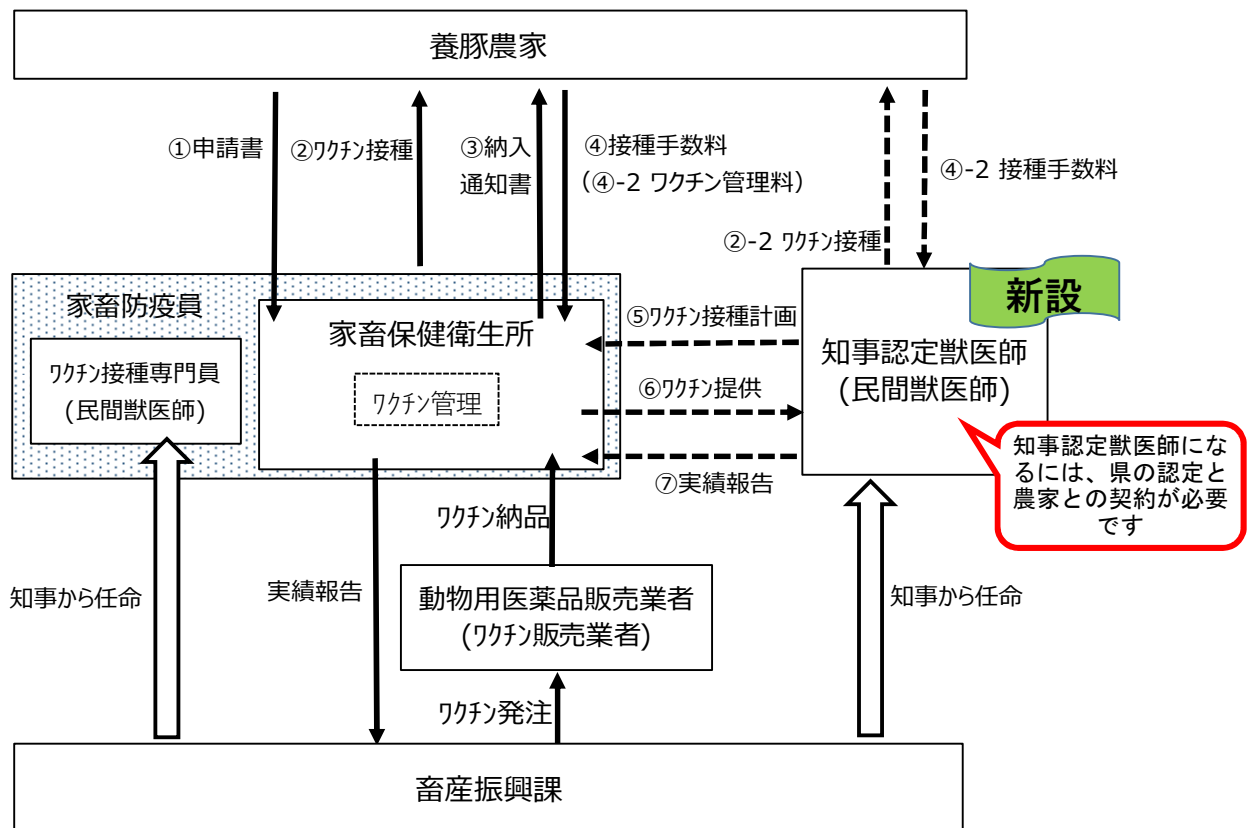 養豚農家
①申請書
②ﾜｸﾁﾝ接種
③納入
通知書
④接種手数料
(④-2 ワクチン管理料)
④-2 接種手数料
②-2 ﾜｸﾁﾝ接種
新設
家畜防疫員
家畜保健衛生所
ワクチン管理
ﾜｸﾁﾝ接種専門員
(民間獣医師)
⑤ﾜｸﾁﾝ接種計画
⑥ﾜｸﾁﾝ提供
⑦実績報告
知事認定獣医師
(民間獣医師)
知事認定獣医師にな
るには、県の認定と
農家との契約が必要
です
ﾜｸﾁﾝ納品
知事から任命
実績報告
動物用医薬品販売業者
(ﾜｸﾁﾝ販売業者)
知事から任命
ﾜｸﾁﾝ発注
畜産振興課